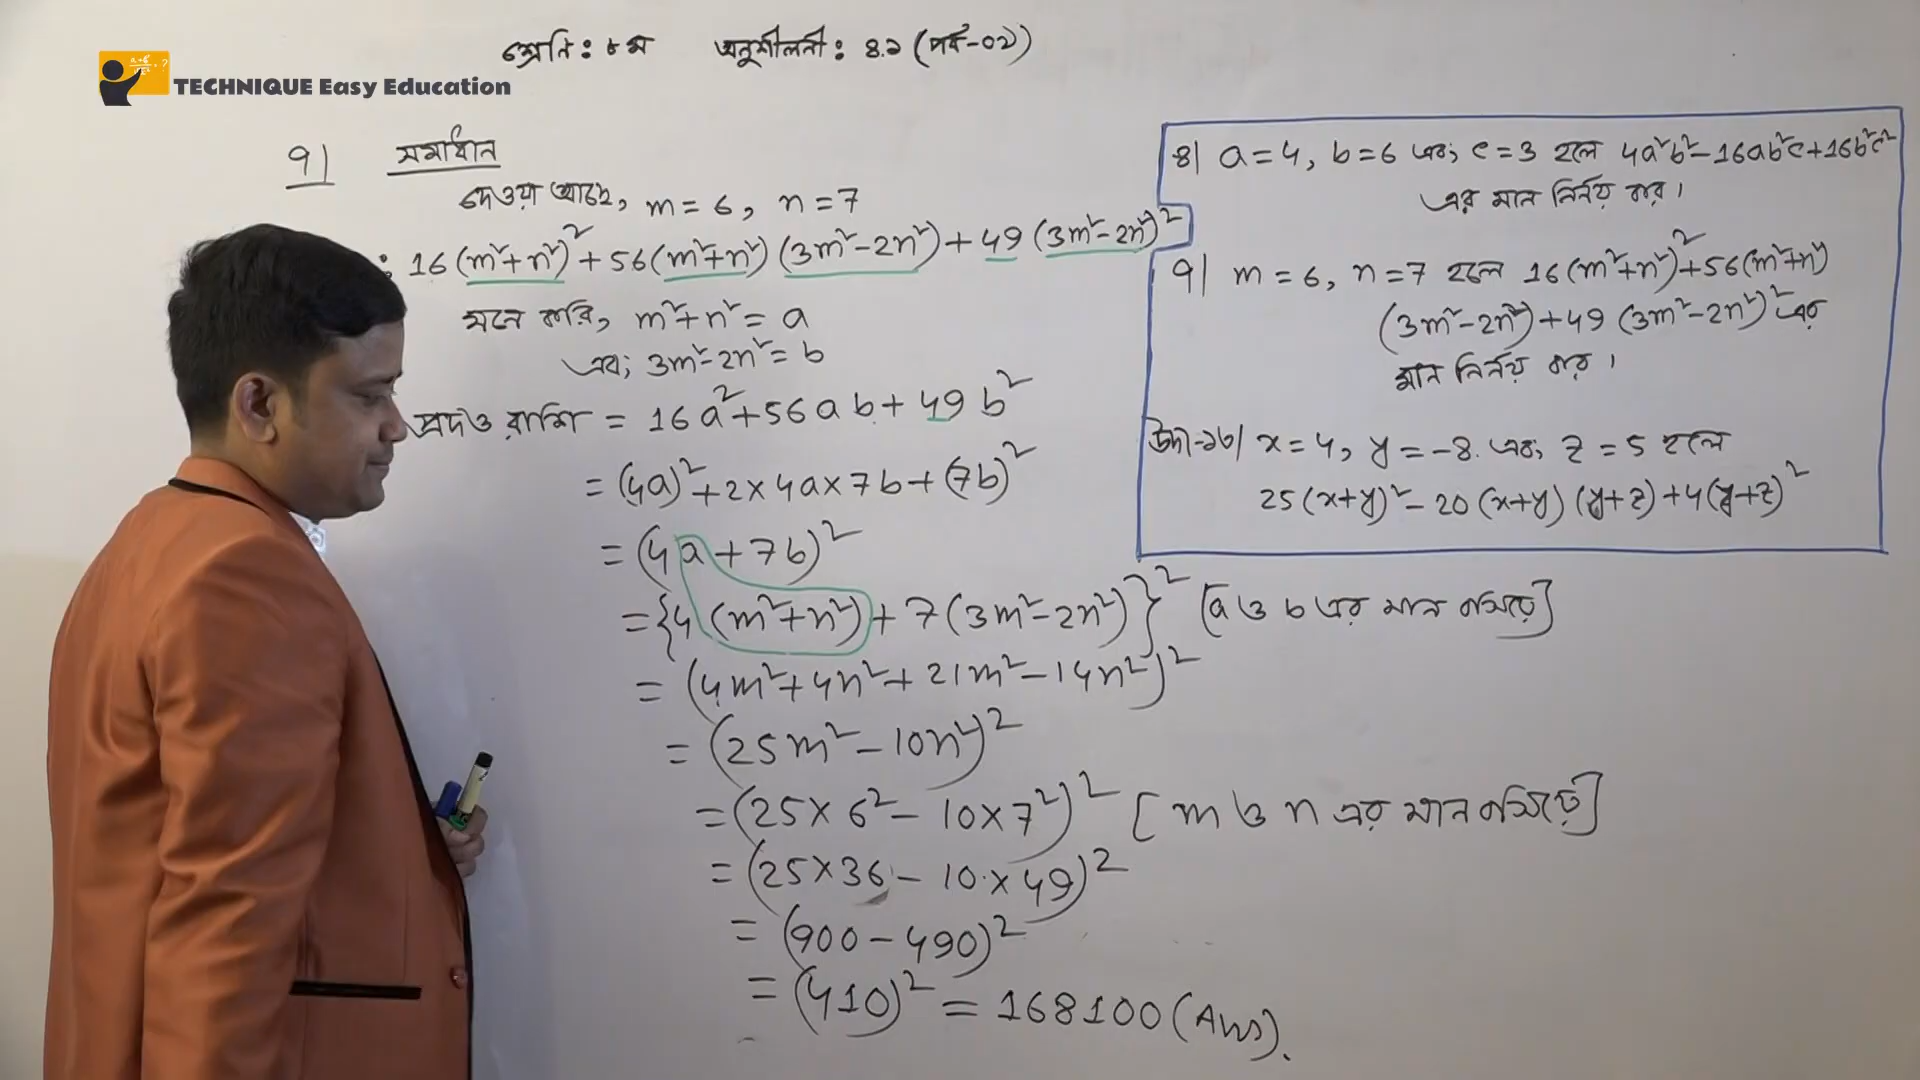 শ্রেণি: ৮ম    অনুশীলনী: ৪.১ (পর্ব-০২)
TECHNIQUE Easy Education
9|    সমাধান
দেওয়া আছে, m = 6, n = 7
: 16(m²+n²)² + 56(m²+n²)(3m²-2n²) + 49(3m²-2n²)²
মনে করি, m²+n² = a
এবং 3m²-2n² = b
প্রদত্ত রাশি = 16a² + 56ab + 49b²
= (4a)² + 2×4a×7b + (7b)²
= (4a+7b)²
= {4(m²+n²) + 7(3m²-2n²)}² [a ও b এর মান বসিয়ে]
= (4m²+4n²+21m²-14n²)²
= (25m²-10n²)²
= (25×6² - 10×7²)² [m ও n এর মান বসিয়ে]
= (25×36 - 10×49)²
= (900-490)²
= (410)² = 168100 (Ans).
8| a=4, b=6 এবং c=3 হলে 4a²b²-16ab²c+16b²c²
এর মান নির্ণয় কর।
9| m=6, n=7 হলে 16(m²+n²)²+56(m²+n²)
(3m²-2n²)+49(3m²-2n²)² এর
মান নির্ণয় কর।
x=4, y=-8 এবং z=5 হলে
25(x+y)²-20(x+y)(y+z)+4(y+z)²